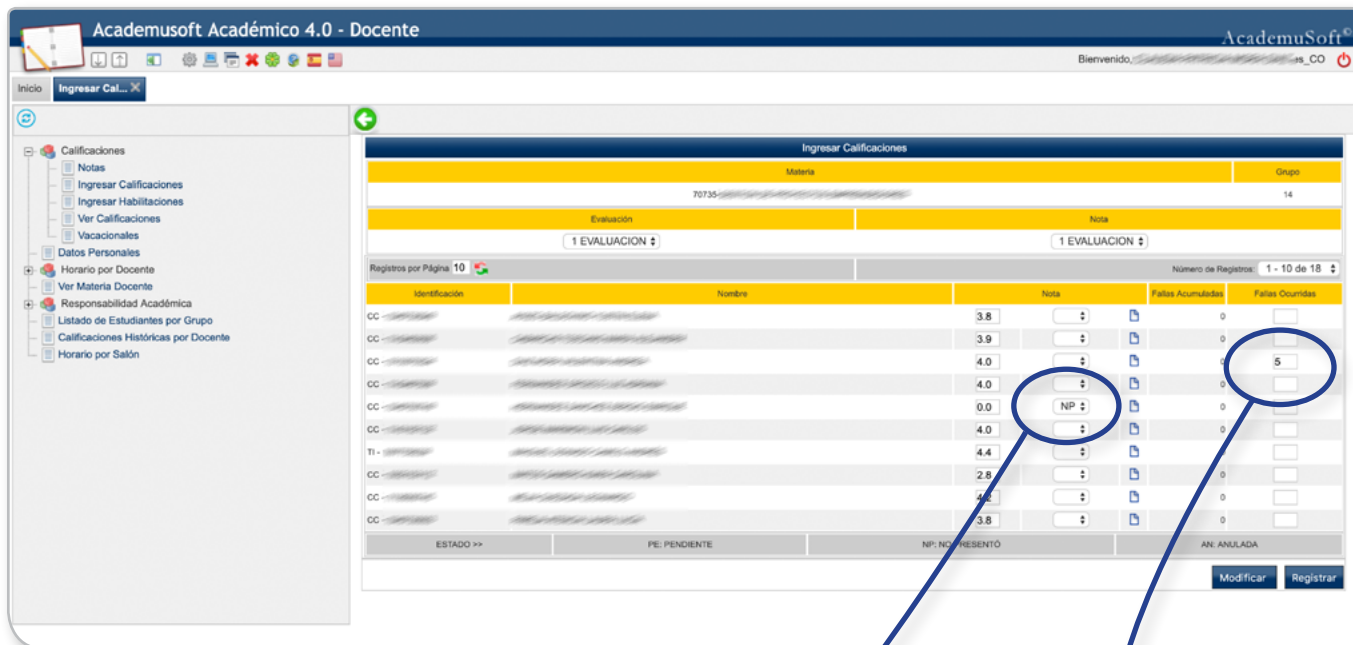 Academusoft Académico 4.0 - Docente
AcademuSoft©
Bienvenido, es_CO
Inicio Ingresar Cal...
Calificaciones
Notas
Ingresar Calificaciones
Ingresar Habilitaciones
Ver Calificaciones
Vacacionales
Datos Personales
Horario por Docente
Ver Materia Docente
Responsabilidad Académica
Listado de Estudiantes por Grupo
Calificaciones Históricas por Docente
Horario por Salón
Ingresar Calificaciones
Materia Grupo
70735- 14
Evaluación Nota
1 EVALUACION 1 EVALUACION
Registros por Página 10 Número de Registros: 1 - 10 de 18
Identificación Nombre Nota Fallas Acumuladas Fallas Ocurridas
CC - 3.8 0
CC - 3.9 0
CC - 4.0 0 5
CC - 4.0 0
CC - 0.0 NP 0
CC - 4.0 0
TI - 4.4 0
CC - 2.8 0
CC - 4.2 0
CC - 3.8 0
ESTADO >> PE: PENDIENTE NP: NO PRESENTÓ AN: ANULADA
Modificar Registrar